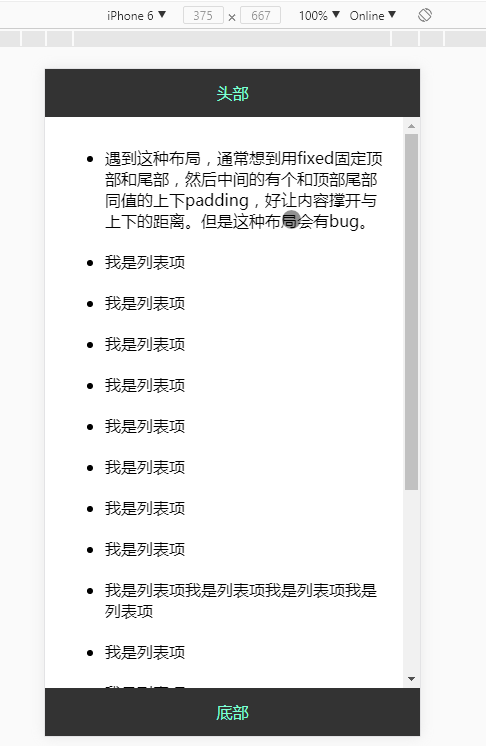 iPhone 6 ▼ 375 × 667 100% ▼ Online ▼
头部
遇到这种布局，通常想到用fixed固定顶
部和尾部，然后中间的有个和顶部尾部
同值的上下padding，好让内容撑开与
上下的距离。但是这种布局会有bug。
我是列表项
我是列表项
我是列表项
我是列表项
我是列表项
我是列表项
我是列表项
我是列表项
我是列表项我是列表项我是列表项我是
列表项
我是列表项
底部